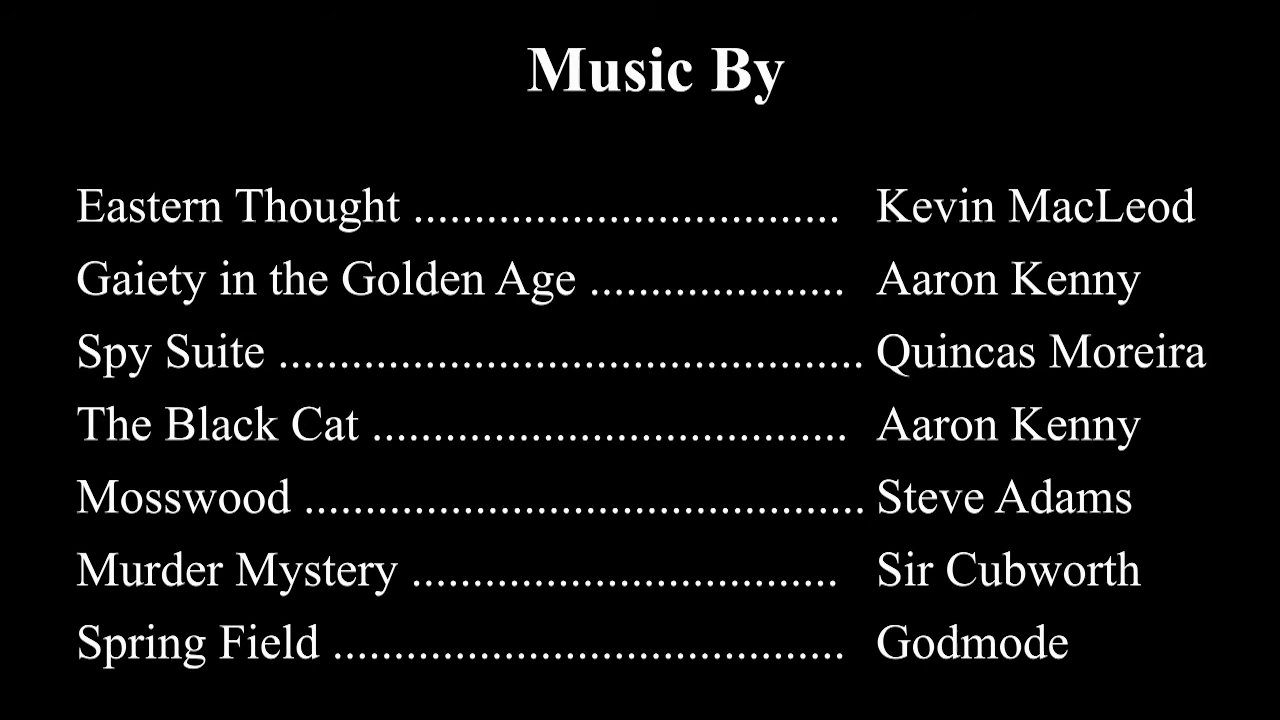 Music By
Eastern Thought ................................... Kevin MacLeod
Gaiety in the Golden Age ..................... Aaron Kenny
Spy Suite ................................................ Quincas Moreira
The Black Cat ....................................... Aaron Kenny
Mosswood .............................................. Steve Adams
Murder Mystery ................................... Sir Cubworth
Spring Field .......................................... Godmode